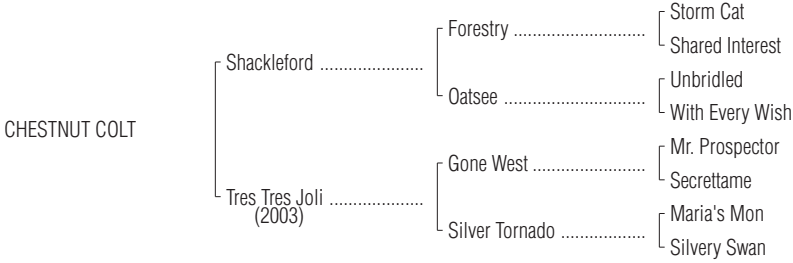 Storm Cat
Forestry ............................
Shared Interest
Shackleford ......................
Unbridled
Oatsee ..............................
With Every Wish
CHESTNUT COLT
Mr. Prospector
Gone West ........................
Secrettame
Tres Tres Joli ....................
(2003)
Maria's Mon
Silver Tornado ..................
Silvery Swan